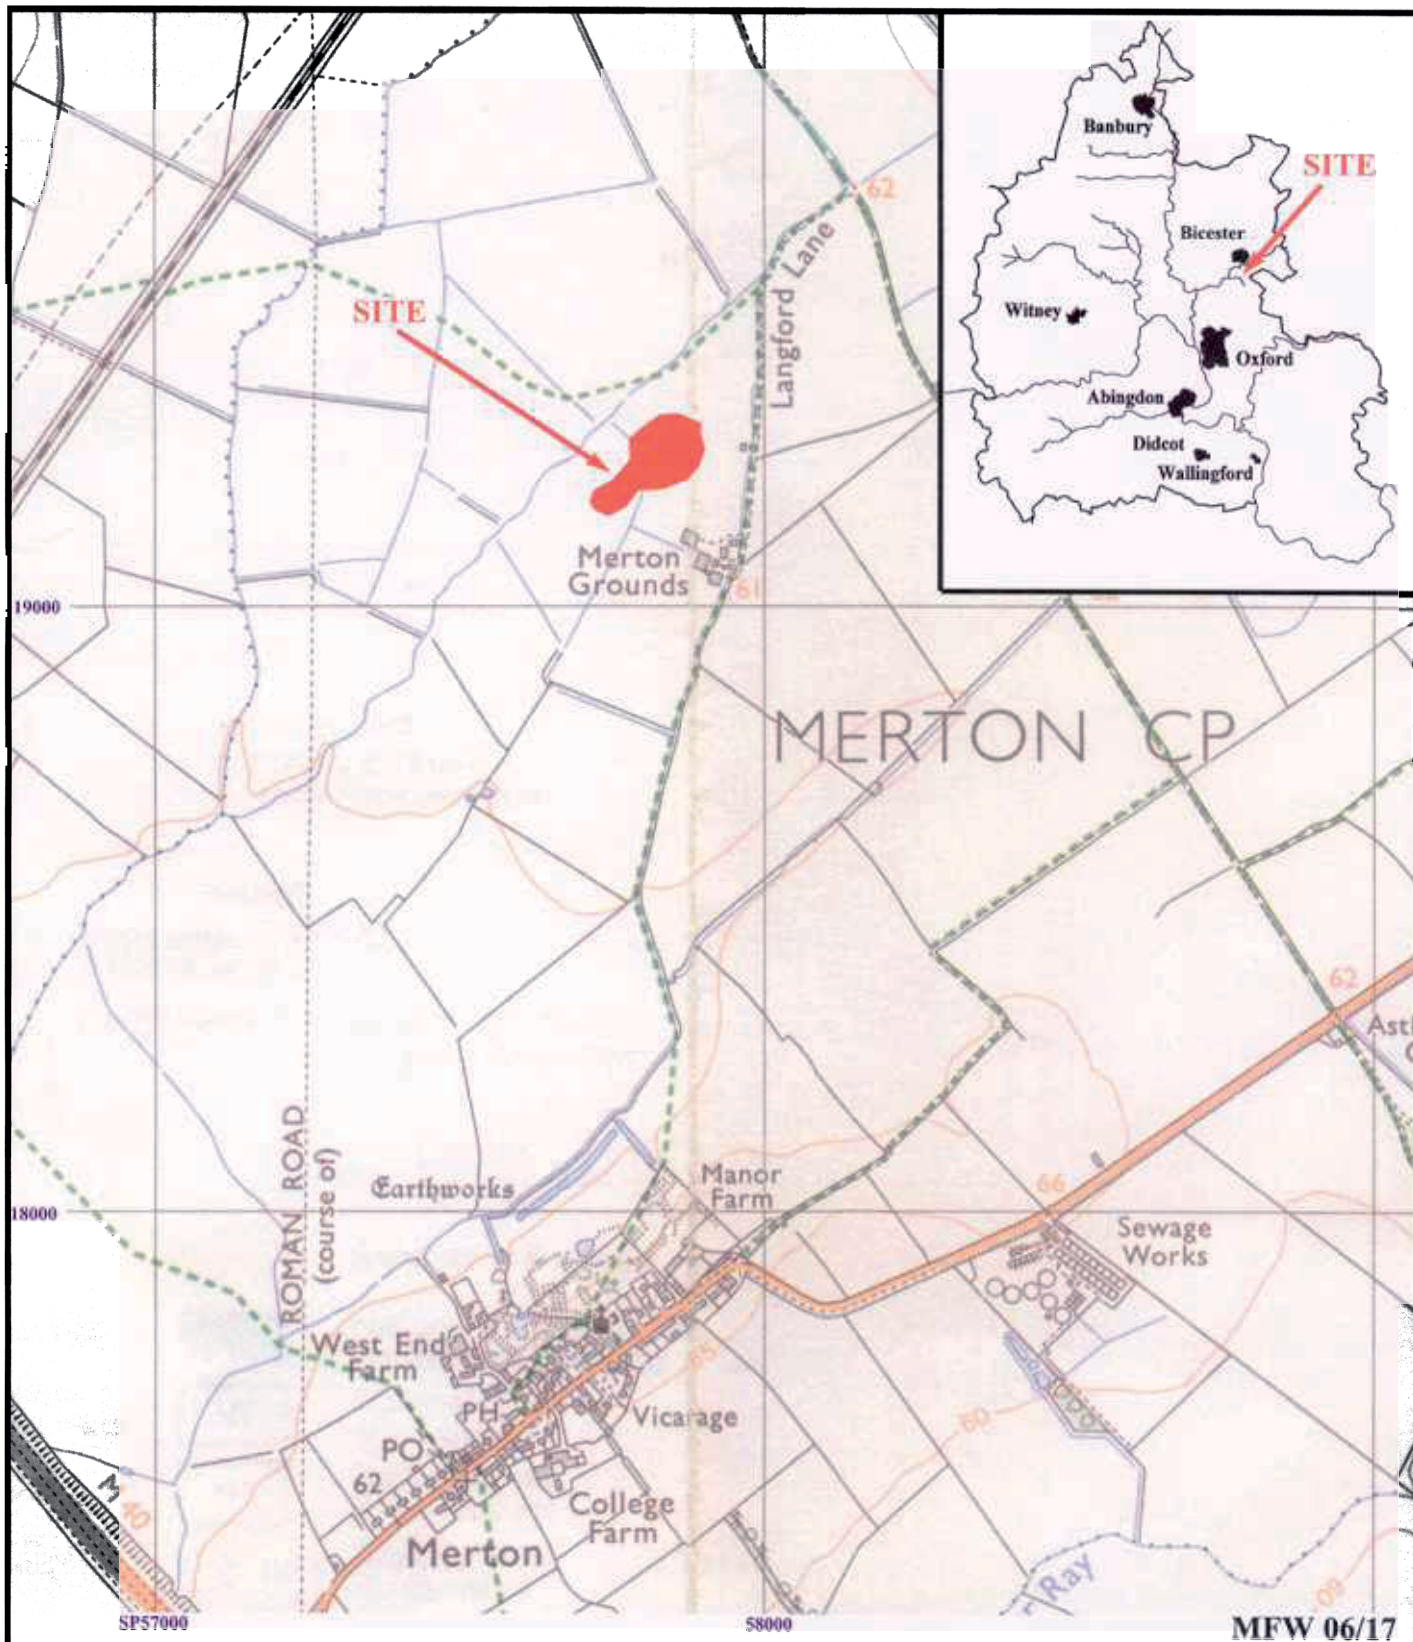 Banbury
SITE
Bicester
Witney
Oxford
Abingdon
Didcot
Wallingford
62
Langford Lane
SITE
Merton
Grounds
61
19000
MERTON CP
62
ROMAN ROAD
(course of)
Earthworks
Manor
Farm
66
18000
Sewage
Works
West End
Farm
PH
Vicarage
60
PO
62
College
Farm
Merton
Ray
60
SP57000
58000
MFW 06/17